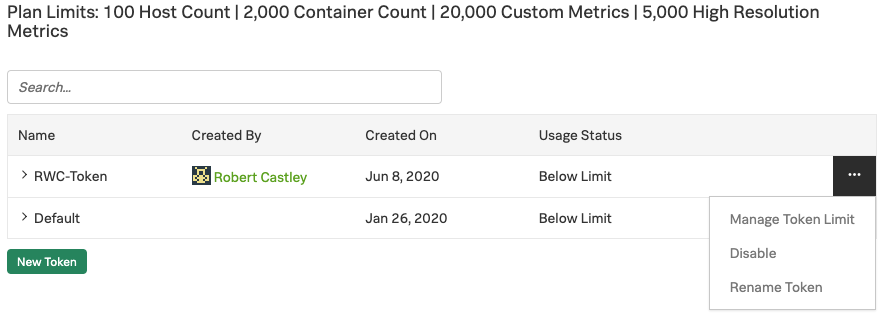 Plan Limits: 100 Host Count | 2,000 Container Count | 20,000 Custom Metrics | 5,000 High Resolution
Metrics
Search...
Name Created By Created On Usage Status
RWC-Token Robert Castley Jun 8, 2020 Below Limit ...
Default Jan 26, 2020 Below Limit
Manage Token Limit
Disable
Rename Token
New Token